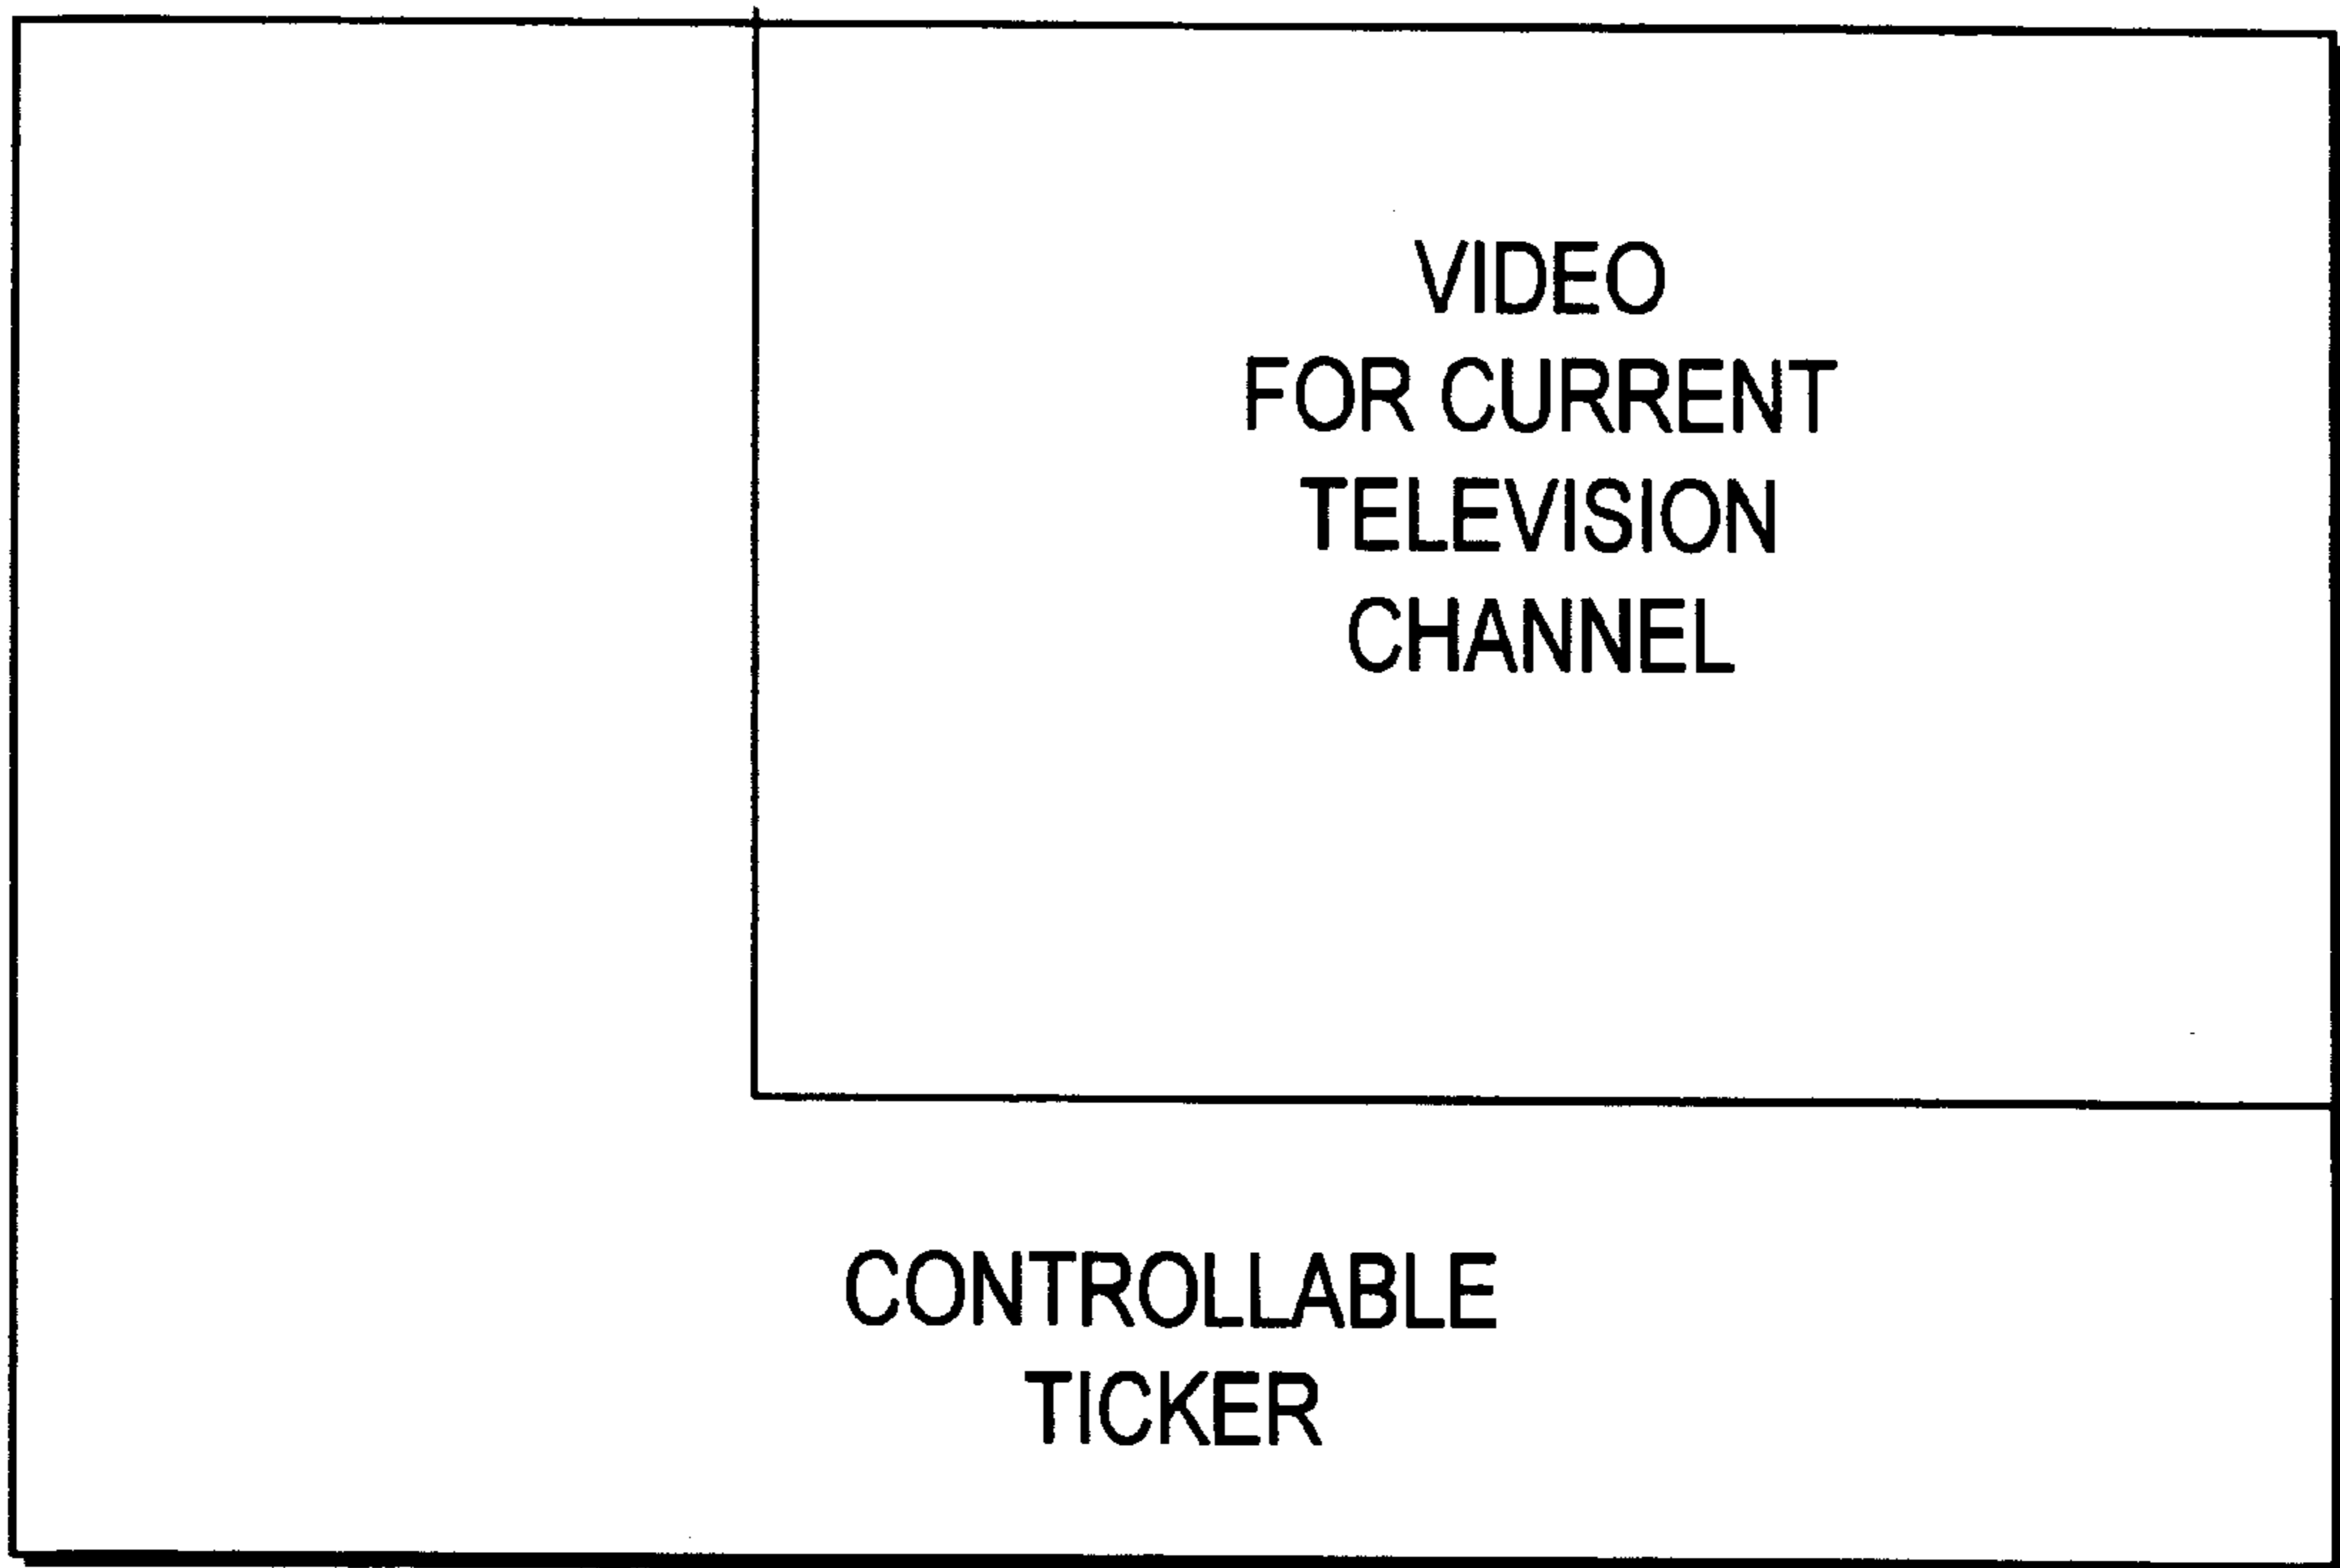 VIDEO
FOR CURRENT
TELEVISION
CHANNEL
CONTROLLABLE
TICKER